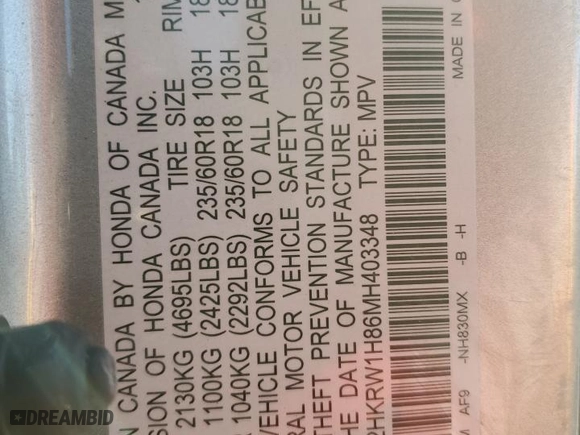 N CANADA BY HONDA OF CANADA M
SION OF HONDA CANADA INC.
2130KG (4695LBS) TIRE SIZE RIM
1100KG (2425LBS) 235/60R18 103H 18
1040KG (2292LBS) 235/60R18 103H 18
VEHICLE CONFORMS TO ALL APPLICAB
RAL MOTOR VEHICLE SAFETY
THEFT PREVENTION STANDARDS IN EF
HE DATE OF MANUFACTURE SHOWN A
2HKRW1H86MH403348 TYPE: MPV
M AF9 -NH830MX -B -H MADE IN
DREAMBID